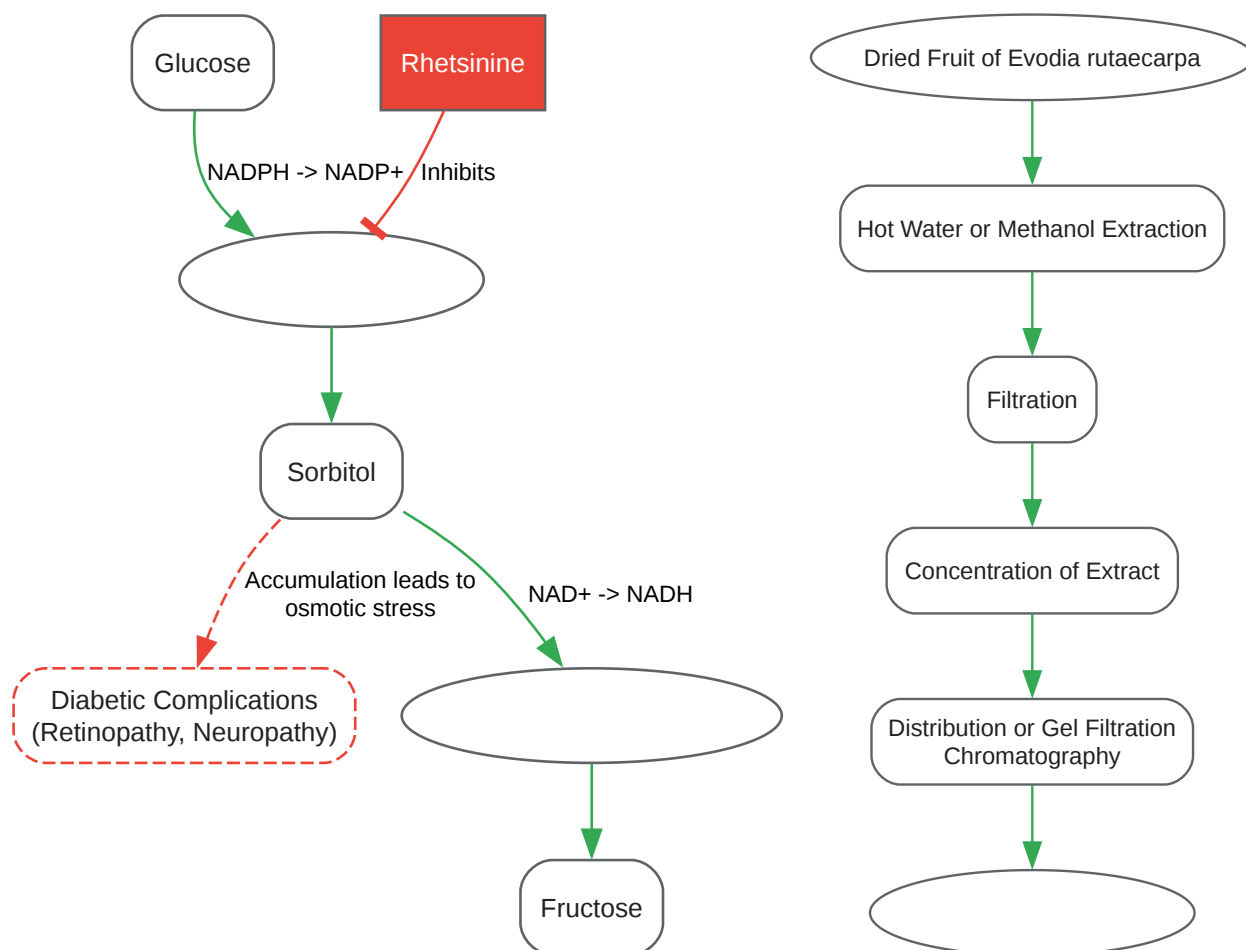 Glucose
Rhetsinine
NADPH -> NADP+
Inhibits
Sorbitol
Accumulation leads to
osmotic stress
NAD+ -> NADH
Diabetic Complications
(Retinopathy, Neuropathy)
Fructose
Dried Fruit of Evodia rutaecarpa
Hot Water or Methanol Extraction
Filtration
Concentration of Extract
Distribution or Gel Filtration
Chromatography